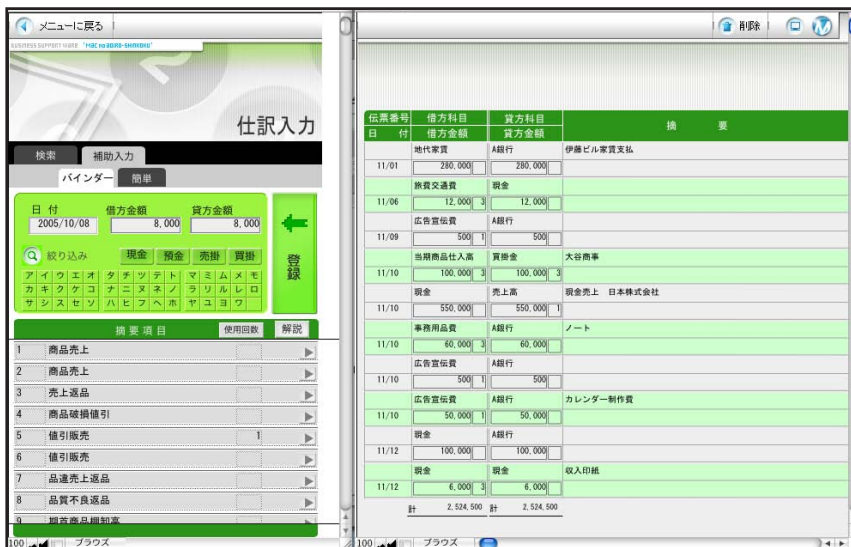 メニューに戻る
仕訳入力
検索 補助入力
バインダー 簡単
日 付 借方金額 貸方金額
2005/10/08 8,000 8,000
絞り込み 現金 預金 売掛 買掛
ア イ ウ エ オ タ チ ツ テ ト マ ミ ム メ モ
カ キ ク ケ コ ナ ニ ヌ ネ ノ ラ リ ル レ ロ
サ シ ス セ ソ ハ ヒ フ ヘ ホ ヤ ユ ヨ ワ
登録
摘要項目 使用回数 解説
1 商品売上
2 商品売上
3 売上返品
4 商品破損値引
5 値引販売 1
6 値引販売
7 品違売上返品
8 品質不良返品
9 期首商品棚卸高
100 ブラウズ
削除
伝票番号 借方科目 貸方科目 摘 要
日 付 借方金額 貸方金額
地代家賃 A銀行 伊藤ビル家賃支払
11/01 280,000 280,000
旅費交通費 現金
11/06 12,000 3 12,000
広告宣伝費 A銀行
11/09 500 1 500
当期商品仕入高 買掛金 大谷商事
11/10 100,000 3 100,000 3
現金 売上高 現金売上 日本株式会社
11/10 550,000 550,000 1
事務用品費 A銀行 ノート
11/10 60,000 3 60,000
広告宣伝費 A銀行
11/10 500 1 500
広告宣伝費 A銀行 カレンダー制作費
11/10 50,000 1 50,000
現金 A銀行
11/12 100,000 100,000
現金 現金 収入印紙
11/12 6,000 3 6,000
計 2,524,500 計 2,524,500
100 ブラウズ